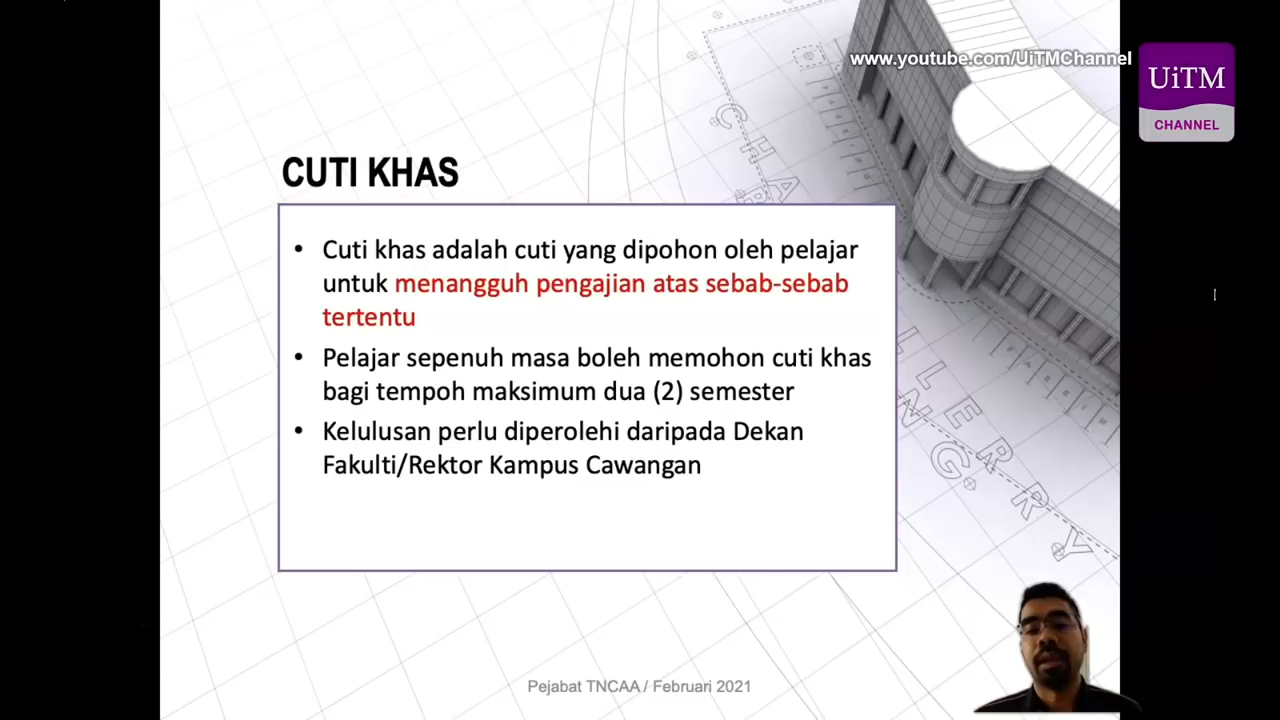 www.youtube.com/UiTMChannel
UiTM
CHANNEL
CUTI KHAS
• Cuti khas adalah cuti yang dipohon oleh pelajar
untuk menangguh pengajian atas sebab-sebab
tertentu
• Pelajar sepenuh masa boleh memohon cuti khas
bagi tempoh maksimum dua (2) semester
• Kelulusan perlu diperolehi daripada Dekan
Fakulti/Rektor Kampus Cawangan
Pejabat TNCAA / Februari 2021